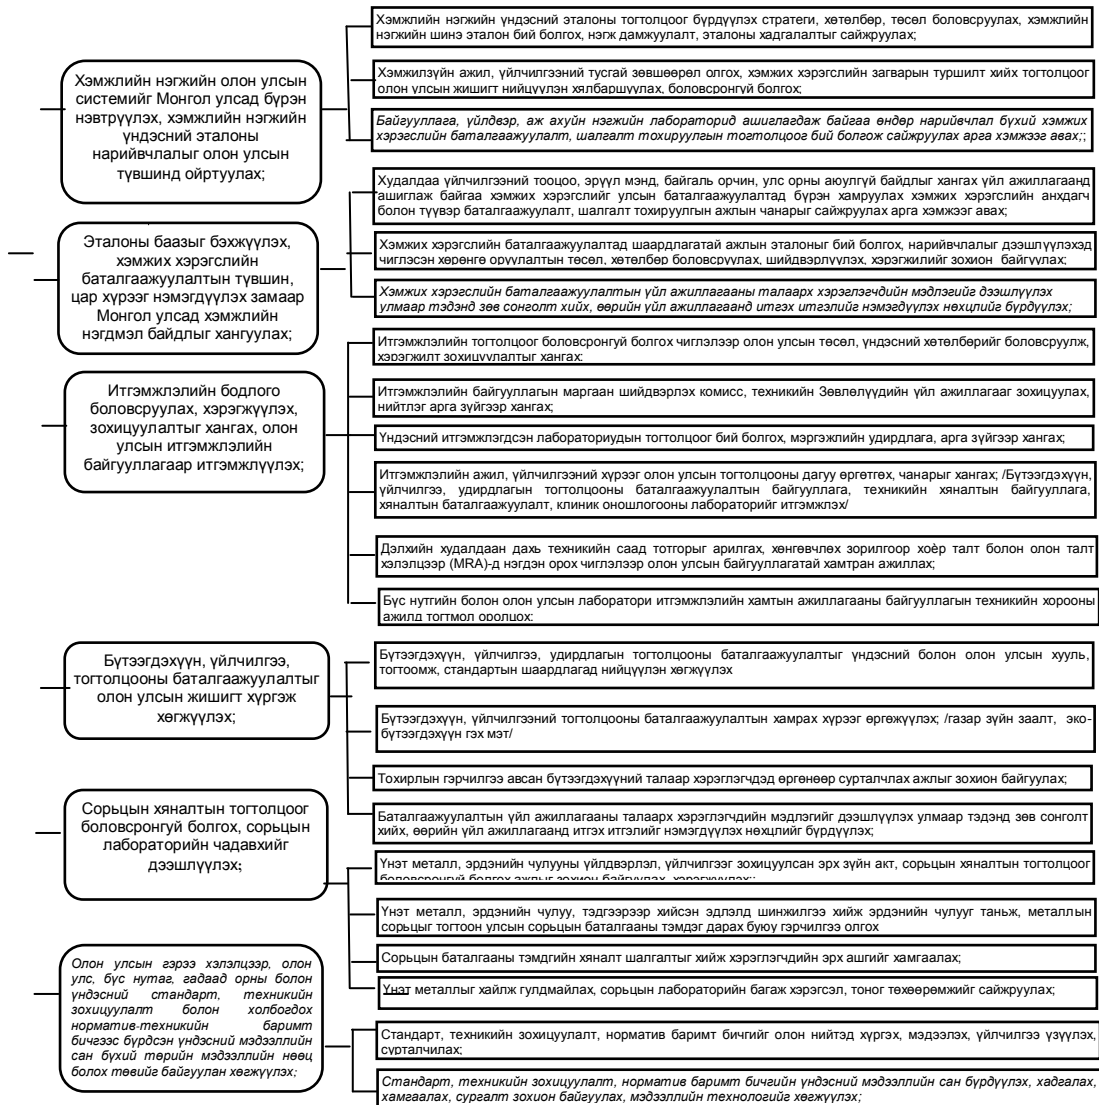 Хэмжлийн нэгжийн олон улсын
системийг Монгол улсад бүрэн
нэвтрүүлэх, хэмжлийн нэгжийн
үндэсний эталоны
нарийвчлалыг олон улсын
түвшинд ойртуулах;
Хэмжлийн нэгжийн үндэсний эталоны тогтолцоог бүрдүүлэх стратеги, хөтөлбөр, төсөл боловсруулах, хэмжлийн
нэгжийн шинэ эталон бий болгох, нэгж дамжуулалт, эталоны хадгалалтыг сайжруулах;
Хэмжилзүйн ажил, үйлчилгээний тусгай зөвшөөрөл олгох, хэмжих хэрэгслийн загварын туршилт хийх тогтолцоог
олон улсын жишигт нийцүүлэн хялбаршуулах, боловсронгуй болгох;
Байгууллага, үйлдвэр, аж ахуйн нэгжийн лабораторид ашиглагдаж байгаа өндөр нарийвчлал бүхий хэмжих
хэрэгслийн баталгаажуулалт, шалгалт тохируулгын тогтолцоог бий болгож сайжруулах арга хэмжээг авах;;
Эталоны баазыг бэхжүүлэх,
хэмжих хэрэгслийн
баталгаажуулалтын түвшин,
цар хүрээг нэмэгдүүлэх замаар
Монгол улсад хэмжлийн
нэгдмэл байдлыг хангуулах;
Худалдаа үйлчилгээний тооцоо, эрүүл мэнд, байгаль орчин, улс орны аюулгүй байдлыг хангах үйл ажиллагаанд
ашиглаж байгаа хэмжих хэрэгслийг улсын баталгаажуулалтад бүрэн хамруулах хэмжих хэрэгслийн анхдагч
болон түүвэр баталгаажуулалт, шалгалт тохируулгын ажлын чанарыг сайжруулах арга хэмжээг авах;
Хэмжих хэрэгслийн баталгаажуулалтад шаардлагатай ажлын эталоныг бий болгох, нарийвчлалыг дээшлүүлэхэд
чиглэсэн хөрөнгө оруулалтын төсөл, хөтөлбөр боловсруулах, шийдвэрлүүлэх, хэрэгжилийг зохион байгуулах;
Хэмжих хэрэгслийн баталгаажуулалтын үйл ажиллагааны талаарх хэрэглэгчдийн мэдлэгийг дээшлүүлэх
улмаар тэдэнд зөв сонголт хийх, өөрийн үйл ажиллагаанд итгэх итгэлийг нэмэгдүүлэх нөхцлийг бүрдүүлэх;
Итгэмжлэлийн бодлого
боловсруулах, хэрэгжүүлэх,
зохицуулалтыг хангах, олон
улсын итгэмжлэлийн
байгууллагаар итгэмжлүүлэх;
Итгэмжлэлийн тогтолцоог боловсронгуй болгох чиглэлээр олон улсын төсөл, үндэсний хөтөлбөрийг боловсруулж,
хэрэгжилт зохицуулалтыг хангах;
Итгэмжлэлийн байгууллагын маргаан шийдвэрлэх комисс, техникийн Зөвлөлүүдийн үйл ажиллагааг зохицуулах,
нийтлэг арга зүйгээр хангах;
Үндэсний итгэмжлэгдсэн лабораториудын тогтолцоог бий болгох, мэргэжлийн удирдлага, арга зүйгээр хангах;
Итгэмжлэлийн ажил, үйлчилгээний хүрээг олон улсын тогтолцооны дагуу өргөтгөх, чанарыг хангах; /Бүтээгдэхүүн,
үйлчилгээ, удирдлагын тогтолцооны баталгаажуулалтын байгууллага, техникийн хяналтын байгууллага,
хяналтын баталгаажуулалт, клиник оношлогооны лабораторийг итгэмжлэх/
Дэлхийн худалдаан дахь техникийн саад тотгорыг арилгах, хөнгөвчлөх зорилгоор хоѐр талт болон олон талт
хэлэлцээр (MRA)-д нэгдэн орох чиглэлээр олон улсын байгууллагатай хамтран ажиллах;
Бүс нутгийн болон олон улсын лаборатори итгэмжлэлийн хамтын ажиллагааны байгууллагын техникийн хорооны
ажилд тогтмол оролцох;
Бүтээгдэхүүн, үйлчилгээ,
тогтолцооны баталгаажуулалтыг
олон улсын жишигт хүргэж
хөгжүүлэх;
Бүтээгдэхүүн, үйлчилгээ, удирдлагын тогтолцооны баталгаажуулалтыг үндэсний болон олон улсын хууль,
тогтоомж, стандартын шаардлагад нийцүүлэн хөгжүүлэх
Бүтээгдэхүүн, үйлчилгээний тогтолцооны баталгаажуулалтын хамрах хүрээг өргөжүүлэх; /газар зүйн заалт, эко-
бүтээгдэхүүн гэх мэт/
Тохирлын гэрчилгээ авсан бүтээгдэхүүний талаар хэрэглэгчдэд өргөнөөр сурталчлах ажлыг зохион байгуулах;
Баталгаажуулалтын үйл ажиллагааны талаарх хэрэглэгчдийн мэдлэгийг дээшлүүлэх улмаар тэдэнд зөв сонголт
хийх, өөрийн үйл ажиллагаанд итгэх итгэлийг нэмэгдүүлэх нөхцлийг бүрдүүлэх;
Сорьцын хяналтын тогтолцоог
боловсронгуй болгох, сорьцын
лабораторийн чадавхийг
дээшлүүлэх;
Үнэт металл, эрдэнийн чулууны үйлдвэрлэл, үйлчилгээг зохицуулсан эрх зүйн акт, сорьцын хяналтын тогтолцоог
боловсронгуй болгох ажлыг зохион байгуулах, хэрэгжүүлэх;;
Үнэт металл, эрдэнийн чулуу, тэдгээрээр хийсэн эдлэлд шинжилгээ хийж эрдэнийн чулууг таньж, металлын
сорьцыг тогтоон улсын сорьцын баталгааны тэмдэг дарах буюу гэрчилгээ олгох
Сорьцын баталгааны тэмдгийн хяналт шалгалтыг хийж хэрэглэгчдийн эрх ашгийг хамгаалах;
Үнэт металлыг хайлж гулдмайлах, сорьцын лабораторийн багаж хэрэгсэл, тоног төхөөрөмжийг сайжруулах;
Олон улсын гэрээ хэлэлцээр, олон
улс, бүс нутаг, гадаад орны болон
үндэсний стандарт, техникийн
зохицуулалт болон холбогдох
норматив-техникийн баримт
бичгээс бүрдсэн үндэсний мэдээллийн
сан бүхий төрийн мэдээллийн нөөц
болох төвийг байгуулан хөгжүүлэх;
Стандарт, техникийн зохицуулалт, норматив баримт бичгийг олон нийтэд хүргэх, мэдээлэх, үйлчилгээ үзүүлэх,
сурталчилах;
Стандарт, техникийн зохицуулалт, норматив баримт бичгийн үндэсний мэдээллийн сан бүрдүүлэх, хадгалах,
хамгаалах, сургалт зохион байгуулах, мэдээллийн технологийг хөгжүүлэх;